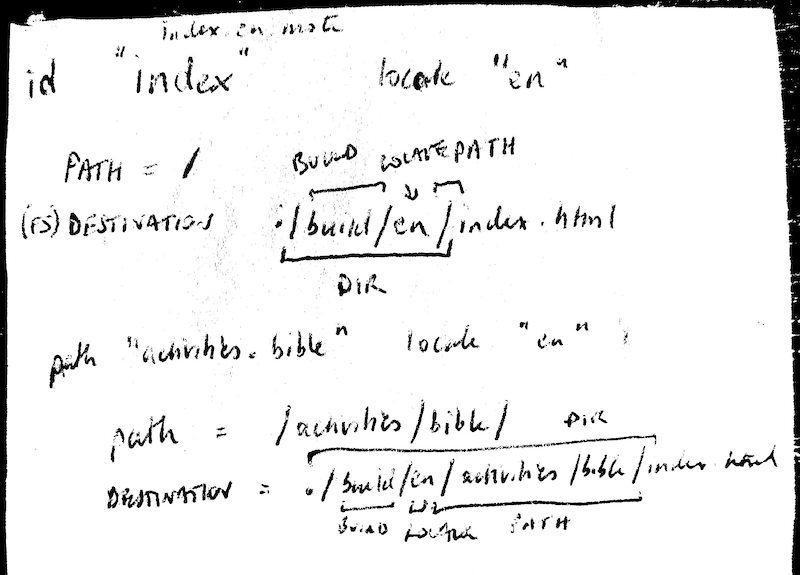 index.en.mote
id "index" locale "en"
PATH = /
BUILD LOCALE PATH
(FS) DESTINATION ./build/en/index.html
DIR
path "activities.bible" locale "en"
path = /activities/bible/
DIR
DESTINATION = ./build/en/activities/bible/index.html
BUILD LOCALE PATH